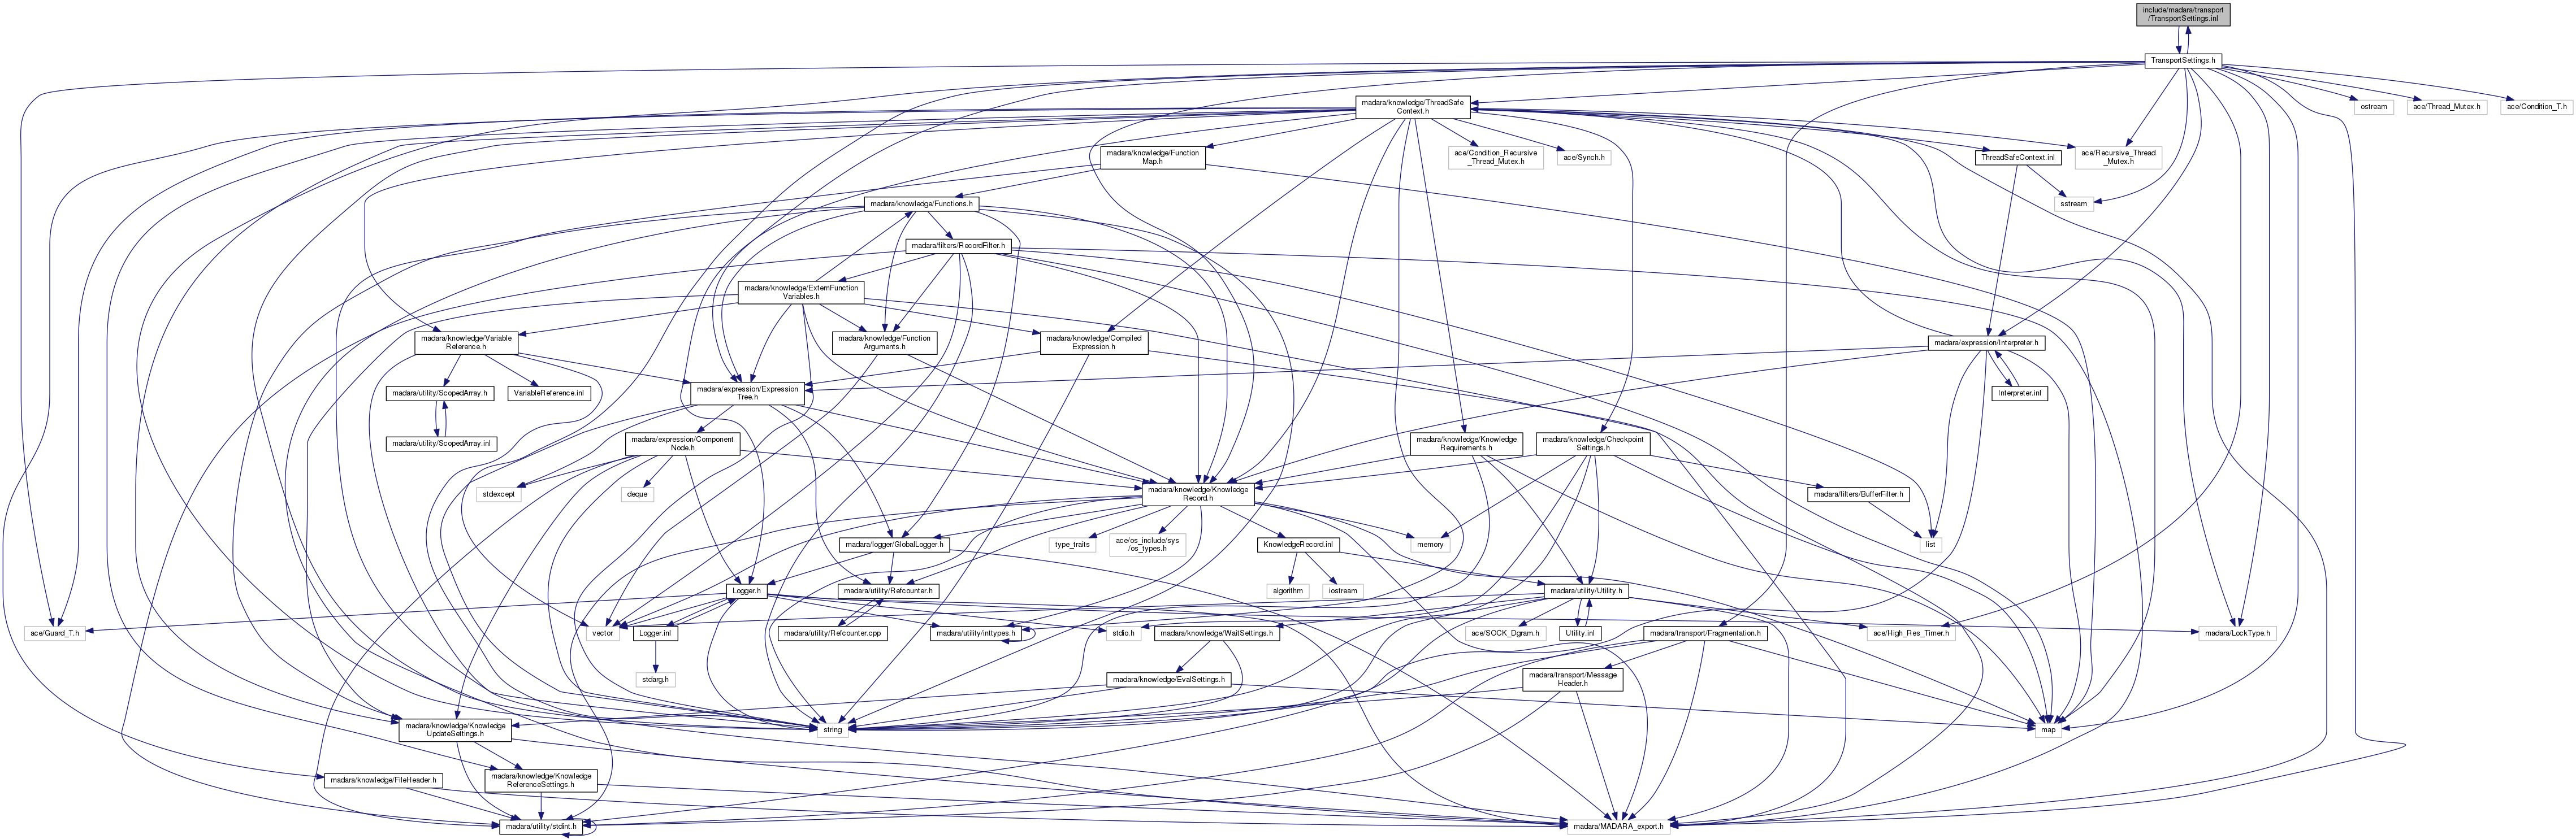 include/madara/transport
/TransportSettings.inl
TransportSettings.h
madara/knowledge/ThreadSafe
Context.h
ostream
ace/Thread_Mutex.h
ace/Condition_T.h
madara/knowledge/Function
Map.h
ace/Condition_Recursive
_Thread_Mutex.h
ace/Synch.h
ThreadSafeContext.inl
ace/Recursive_Thread
_Mutex.h
madara/knowledge/Functions.h
sstream
madara/filters/RecordFilter.h
madara/knowledge/ExternFunction
Variables.h
madara/knowledge/Variable
Reference.h
madara/knowledge/Function
Arguments.h
madara/knowledge/Compiled
Expression.h
madara/expression/Interpreter.h
madara/utility/ScopedArray.h
VariableReference.inl
madara/expression/Expression
Tree.h
Interpreter.inl
madara/utility/ScopedArray.inl
madara/expression/Component
Node.h
madara/knowledge/Knowledge
Requirements.h
madara/knowledge/Checkpoint
Settings.h
stdexcept
deque
madara/knowledge/Knowledge
Record.h
madara/filters/BufferFilter.h
madara/logger/GlobalLogger.h
type_traits
ace/os_include/sys
/os_types.h
KnowledgeRecord.inl
memory
list
Logger.h
madara/utility/Refcounter.h
algorithm
iostream
madara/utility/Utility.h
ace/Guard_T.h
vector
Logger.inl
madara/utility/Refcounter.cpp
madara/utility/inttypes.h
stdio.h
madara/knowledge/WaitSettings.h
ace/SOCK_Dgram.h
Utility.inl
madara/transport/Fragmentation.h
ace/High_Res_Timer.h
madara/LockType.h
stdarg.h
madara/knowledge/EvalSettings.h
madara/transport/Message
Header.h
madara/knowledge/Knowledge
UpdateSettings.h
string
map
madara/knowledge/FileHeader.h
madara/knowledge/Knowledge
ReferenceSettings.h
madara/utility/stdint.h
madara/MADARA_export.h